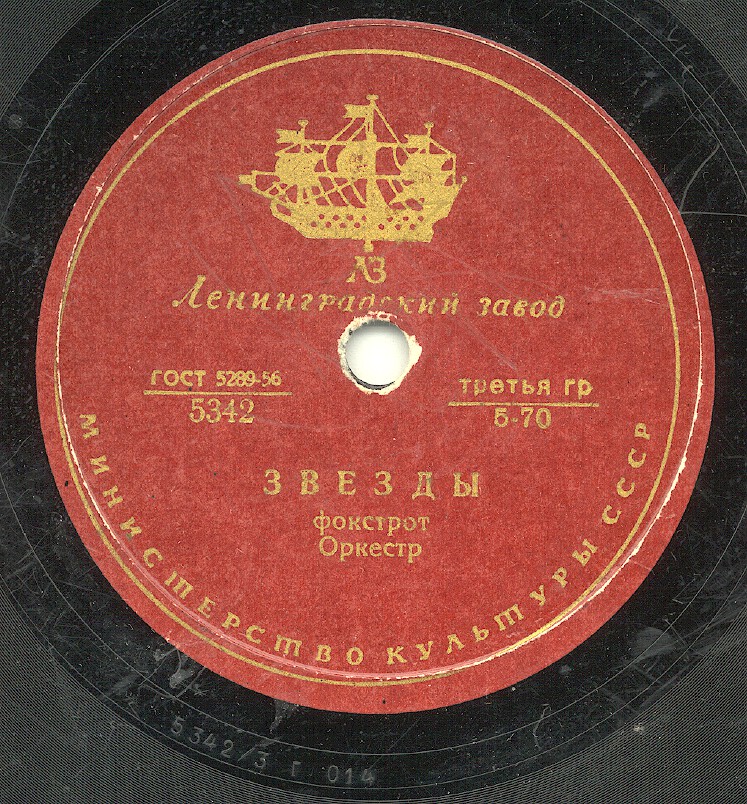 ЛЗ
Ленинградский завод
ГОСТ 5289-56
5342
третья гр
5-70
ЗВЕЗДЫ
фокстрот
Оркестр
МИНИСТЕРСТВО КУЛЬТУРЫ СССР
5342/3 Г 014